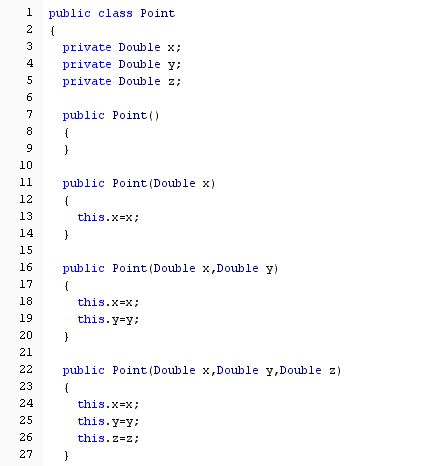 1 public class Point
2 {
3   private Double x;
4   private Double y;
5   private Double z;
6
7   public Point()
8   {
9   }
10
11   public Point(Double x)
12   {
13     this.x=x;
14   }
15
16   public Point(Double x,Double y)
17   {
18     this.x=x;
19     this.y=y;
20   }
21
22   public Point(Double x,Double y,Double z)
23   {
24     this.x=x;
25     this.y=y;
26     this.z=z;
27   }